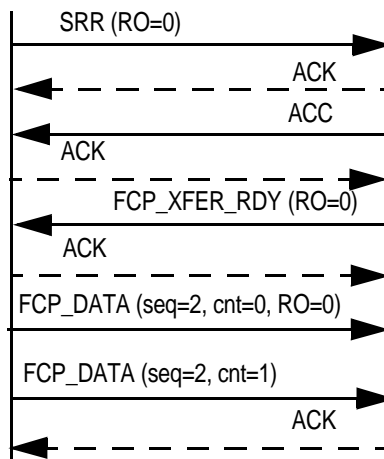 SRR (RO=0)
ACK
ACC
ACK
FCP_XFER_RDY (RO=0)
ACK
FCP_DATA (seq=2, cnt=0, RO=0)
FCP_DATA (seq=2, cnt=1)
ACK